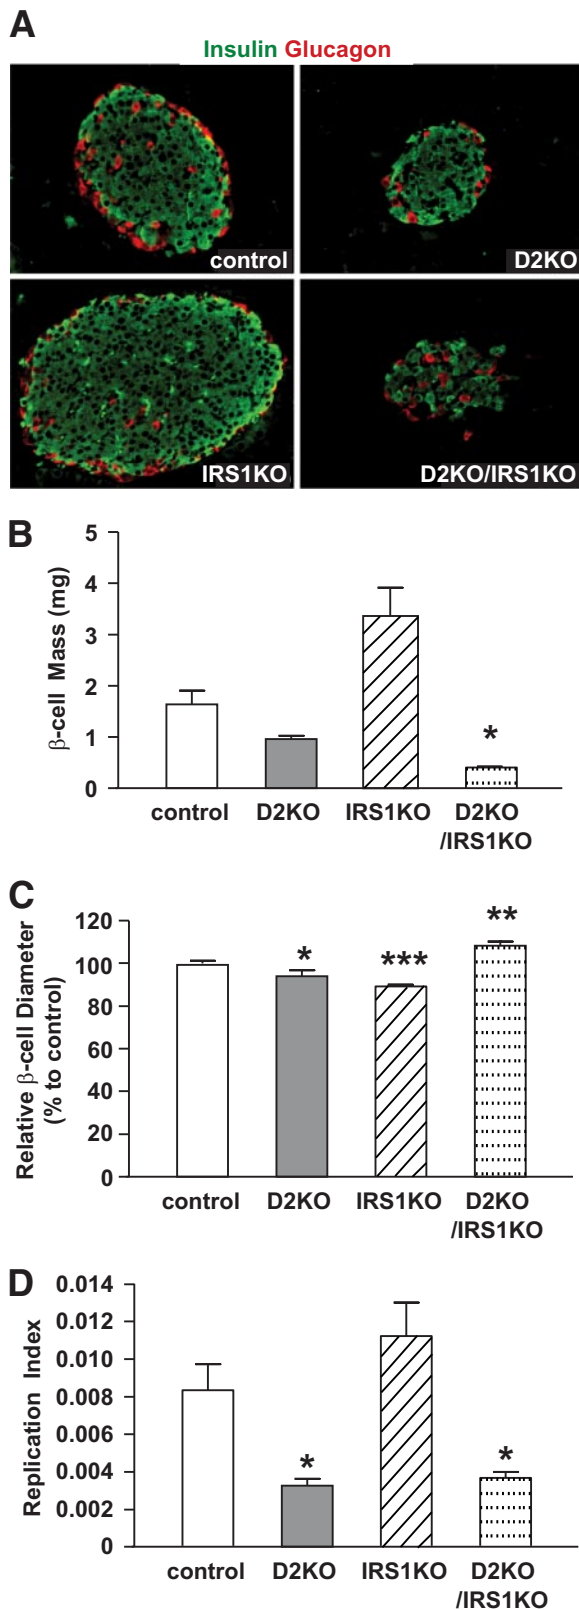 A
Insulin Glucagon
control
D2KO
IRS1KO
D2KO/IRS1KO
B
β-cell Mass (mg)
5
4
3
2
1
0
*
control D2KO IRS1KO D2KO
/IRS1KO
C
Relative β-cell Diameter
(% to control)
120
100
80
60
40
20
0
* *** **
control D2KO IRS1KO D2KO
/IRS1KO
D
Replication Index
0.014
0.012
0.010
0.008
0.006
0.004
0.002
0
* *
control D2KO IRS1KO D2KO
/IRS1KO